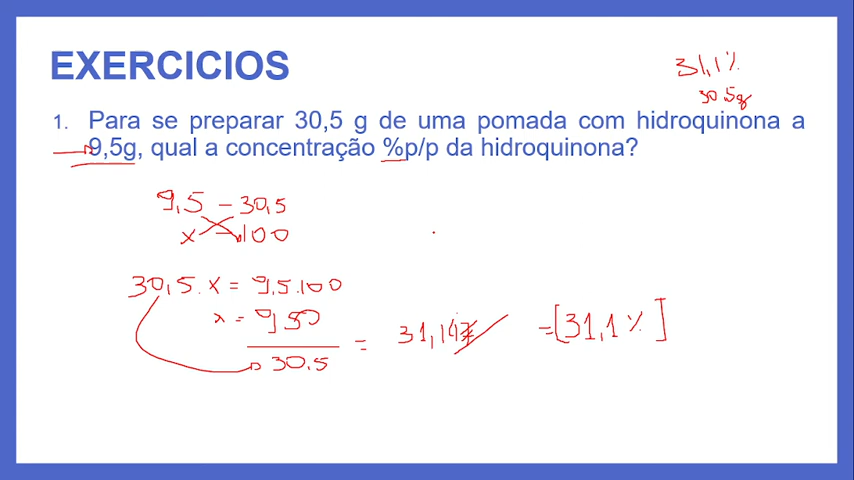 EXERCICIOS
31,1%
30,5g
1. Para se preparar 30,5 g de uma pomada com hidroquinona a
9,5g, qual a concentração %p/p da hidroquinona?
9,5 – 30,5
x – 100
30,5 . x = 9,5.100
x = 950
30.5
= 31,14 = [31,1%]